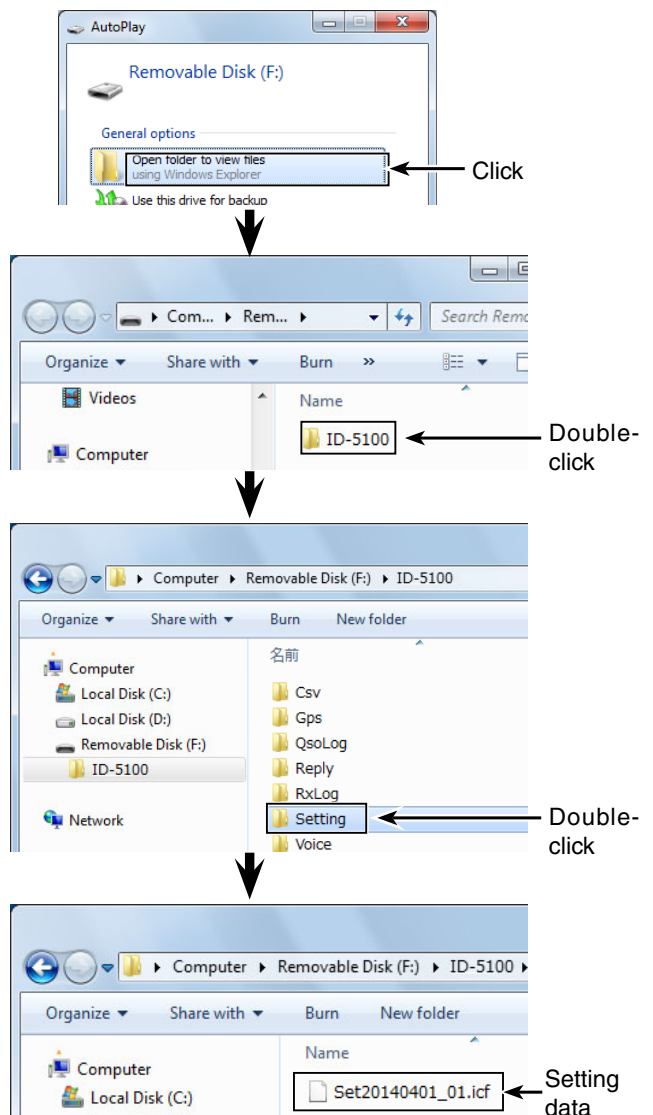 AutoPlay
Removable Disk (F:)
General options
Open folder to view files
using Windows Explorer
Click
Use this drive for backup
Com... Rem...
Search Remo
Organize Share with Burn »
Videos
Name
Computer
ID-5100
Double-
click
Computer Removable Disk (F:) ID-5100
Organize Share with Burn New folder
名前
Computer
Local Disk (C:)
Local Disk (D:)
Removable Disk (F:)
ID-5100
Network
Csv
Gps
QsoLog
Reply
RxLog
Setting
Voice
Double-
click
Computer Removable Disk (F:) ID-5100
Organize Share with Burn New folder
Computer
Local Disk (C:)
Name
Set20140401_01.icf
Setting
data